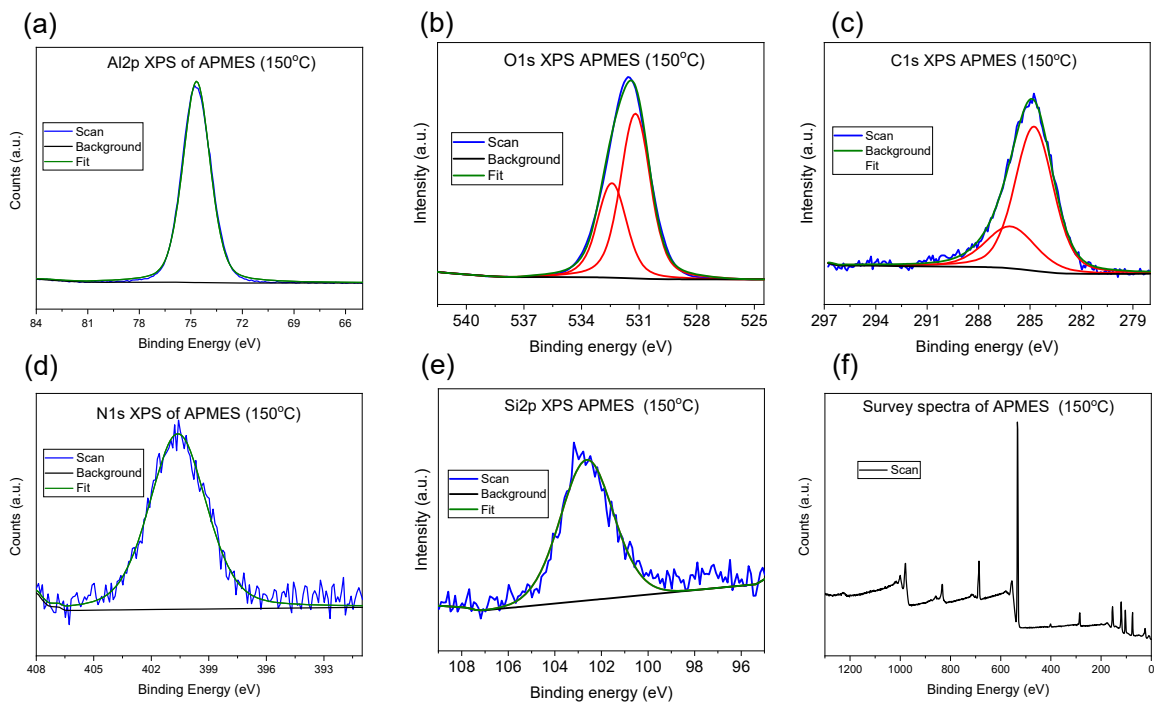 (a)
Al2p XPS of APMES (150°C)
Scan
Background
Fit
Counts (a.u.)
84 81 78 75 72 69 66
Binding Energy (eV)
(b)
O1s XPS APMES (150°C)
Scan
Background
Fit
Intensity (a.u.)
540 537 534 531 528 525
Binding energy (eV)
(c)
C1s XPS APMES (150°C)
Scan
Background
Fit
Intensity (a.u.)
297 294 291 288 285 282 279
Binding energy (eV)
(d)
N1s XPS of APMES (150°C)
Scan
Background
Fit
Counts (a.u.)
408 405 402 399 396 393
Binding Energy (eV)
(e)
Si2p XPS APMES (150°C)
Scan
Background
Fit
Intensity (a.u.)
108 106 104 102 100 98 96
Binding energy (eV)
(f)
Survey spectra of APMES (150°C)
Scan
Counts (a.u.)
1200 1000 800 600 400 200 0
Binding Energy (eV)